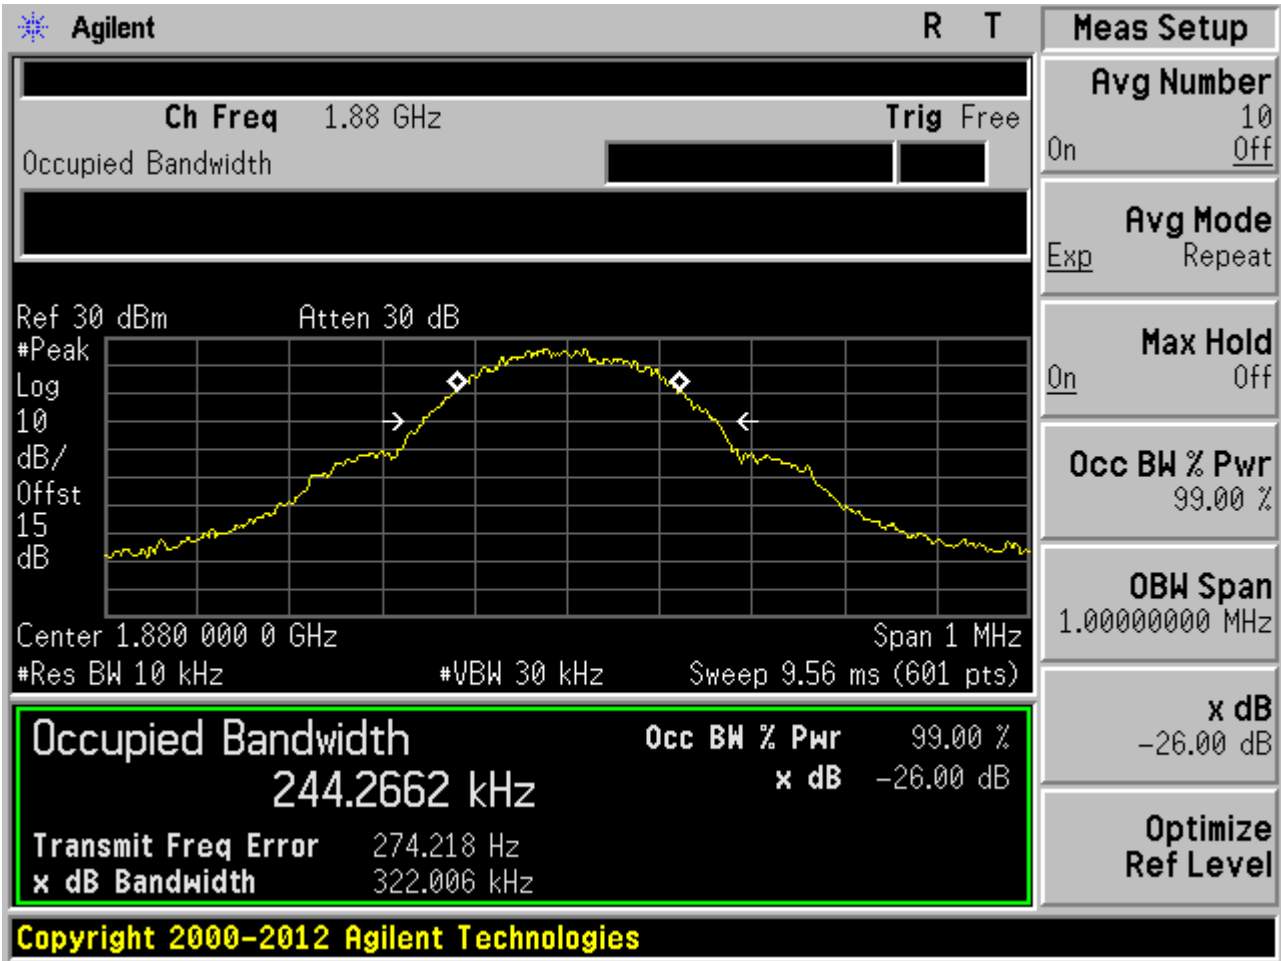 Agilent R T
Ch Freq 1.88 GHz Trig Free
Occupied Bandwidth
Ref 30 dBm Atten 30 dB
#Peak
Log
10
dB/
Offst
15
dB
Center 1.880 000 0 GHz Span 1 MHz
#Res BW 10 kHz #VBW 30 kHz Sweep 9.56 ms (601 pts)
Occupied Bandwidth Occ BW % Pwr 99.00 %
244.2662 kHz x dB -26.00 dB
Transmit Freq Error 274.218 Hz
x dB Bandwidth 322.006 kHz
Copyright 2000-2012 Agilent Technologies
Meas Setup
Avg Number
10
On Off
Avg Mode
Exp Repeat
Max Hold
On Off
Occ BW % Pwr
99.00 %
OBW Span
1.00000000 MHz
x dB
-26.00 dB
Optimize
Ref Level